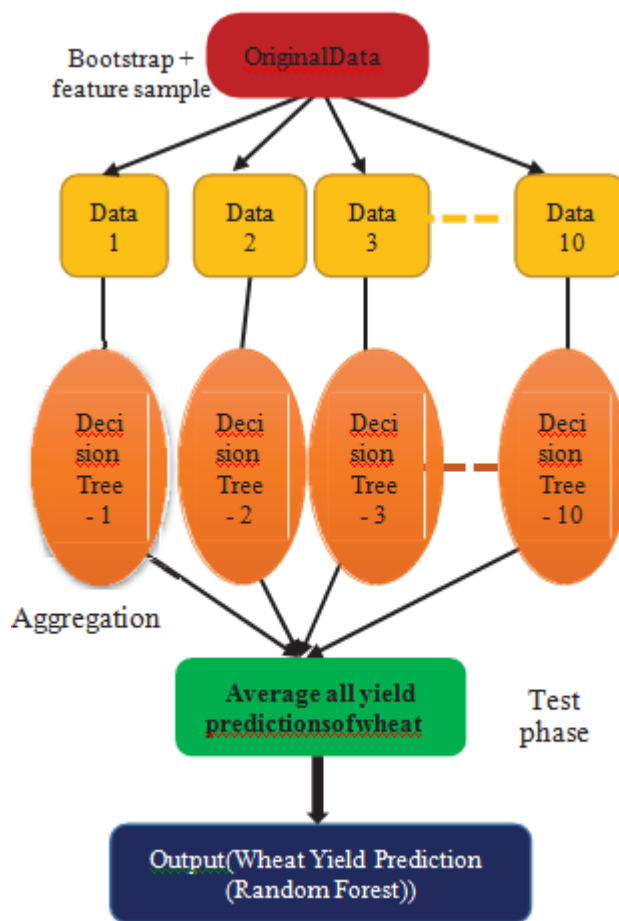 Bootstrap +
feature sample
OriginalData
Data
1
Data
2
Data
3
Data
10
Deci
sion
Tree
- 1
Deci
sion
Tree
- 2
Deci
sion
Tree
- 3
Deci
sion
Tree
- 10
Aggregation
Average all yield
predictionsofwheat
Test
phase
Output(Wheat Yield Prediction
(Random Forest))